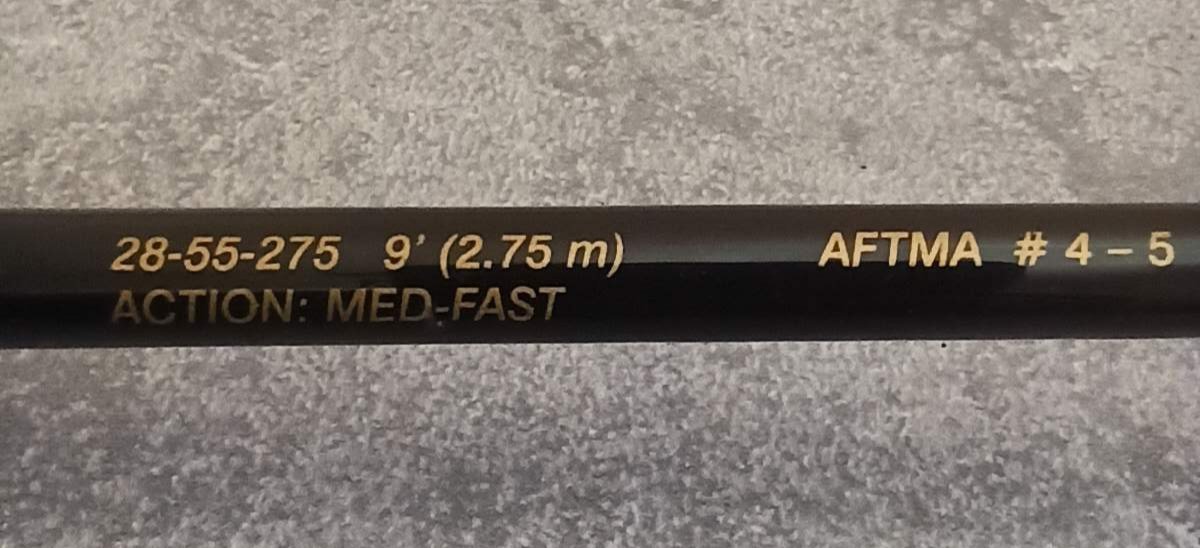 28-55-275 9' (2.75 m) AFTMA # 4 – 5
ACTION: MED-FAST